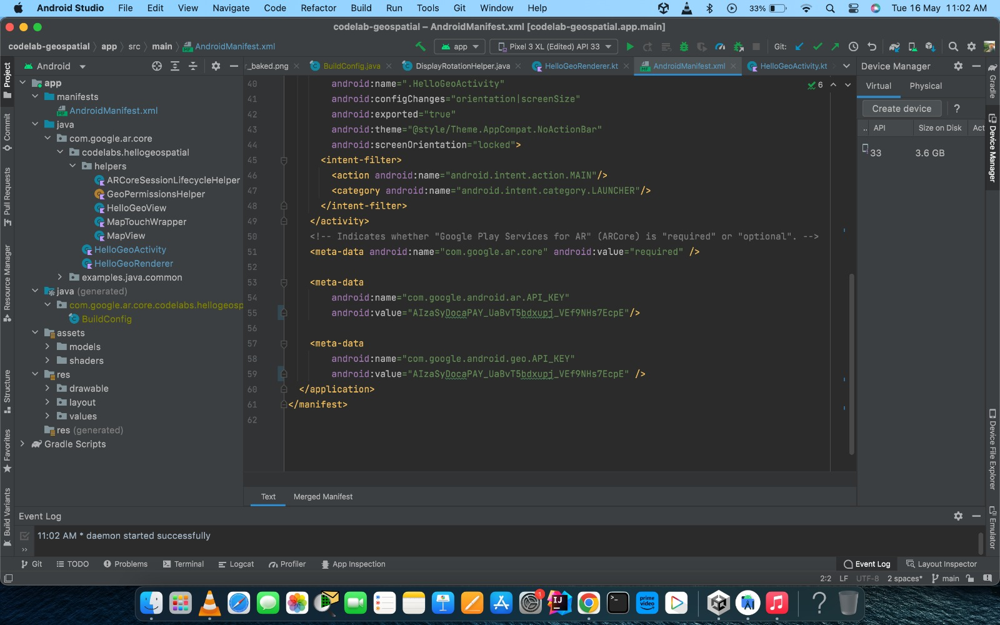 Android Studio File Edit View Navigate Code Refactor Build Run Tools Git Window Help 33% Tue 16 May 11:02 AM
codelab-geospatial – AndroidManifest.xml [codelab-geospatial.app.main]
codelab-geospatial app src main AndroidManifest.xml app Pixel 3 XL (Edited) API 33 Git:
Android r_baked.png BuildConfig.java DisplayRotationHelper.java HelloGeoRenderer.kt AndroidManifest.xml HelloGeoActivity.kt Device Manager
Project
Commit
Pull Requests
Resource Manager
Structure
Favorites
Build Variants
app
manifests
AndroidManifest.xml
java
com.google.ar.core
codelabs.hellogeospatial
helpers
ARCoreSessionLifecycleHelper
GeoPermissionsHelper
HelloGeoView
MapTouchWrapper
MapView
HelloGeoActivity
HelloGeoRenderer
examples.java.common
java (generated)
com.google.ar.core.codelabs.hellogeosp
BuildConfig
assets
models
shaders
res
drawable
layout
values
res (generated)
Gradle Scripts
6
40 android:name=".HelloGeoActivity"
41 android:configChanges="orientation|screenSize"
42 android:exported="true"
43 android:theme="@style/Theme.AppCompat.NoActionBar"
44 android:screenOrientation="locked">
45 <intent-filter>
46 <action android:name="android.intent.action.MAIN"/>
47 <category android:name="android.intent.category.LAUNCHER"/>
48 </intent-filter>
49 </activity>
50 <!-- Indicates whether "Google Play Services for AR" (ARCore) is "required" or "optional". -->
51 <meta-data android:name="com.google.ar.core" android:value="required" />
52
53 <meta-data
54 android:name="com.google.android.ar.API_KEY"
55 android:value="AIzaSyDocaPAY_UaBvT5bdxupj_VEf9NHs7EcpE"/>
56
57 <meta-data
58 android:name="com.google.android.geo.API_KEY"
59 android:value="AIzaSyDocaPAY_UaBvT5bdxupj_VEf9NHs7EcpE" />
60 </application>
61 </manifest>
62
Text Merged Manifest
Virtual Physical
Create device ?
.. API Size on Disk Act
33 3.6 GB
Gradle
Device Manager
Device File Explorer
Emulator
Event Log
11:02 AM * daemon started successfully
»
Git TODO Problems Terminal Logcat Profiler App Inspection Event Log Layout Inspector
2:2 LF UTF-8 2 spaces* main
1
IJ
prime
video
?